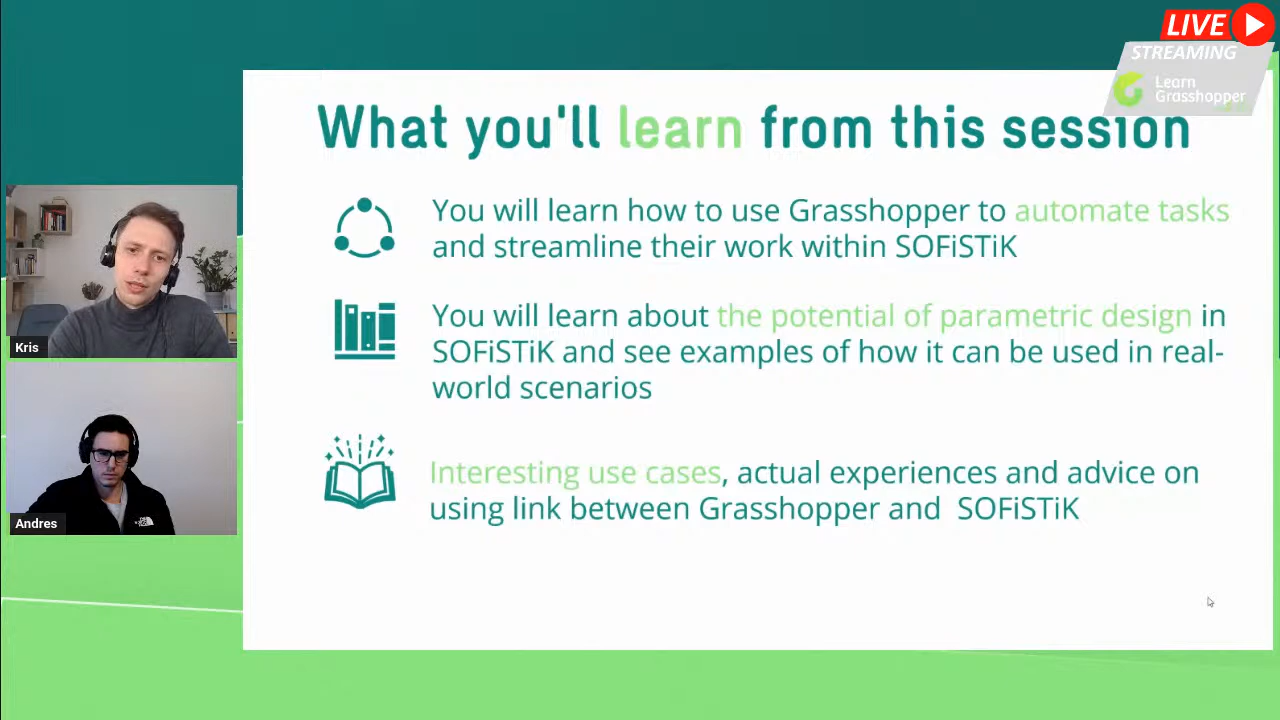 LIVE
STREAMING
Learn
Grasshopper
What you'll learn from this session
You will learn how to use Grasshopper to automate tasks
and streamline their work within SOFiSTiK
You will learn about the potential of parametric design in
SOFiSTiK and see examples of how it can be used in real-
world scenarios
Interesting use cases, actual experiences and advice on
using link between Grasshopper and SOFiSTiK
Kris
Andres